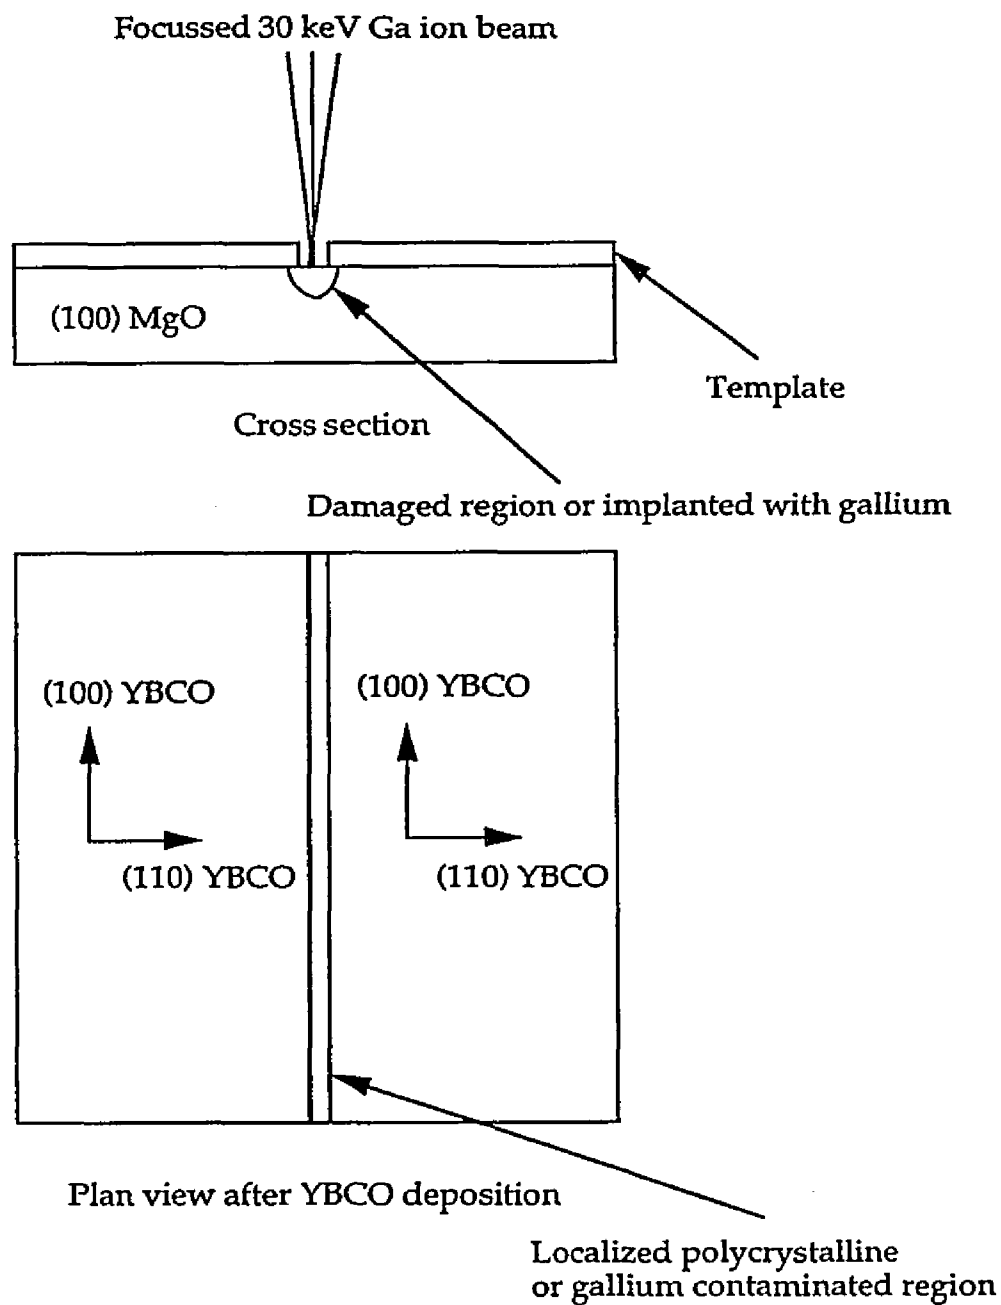 Focussed 30 keV Ga ion beam
(100) MgO
Template
Cross section
Damaged region or implanted with gallium
(100) YBCO
(100) YBCO
(110) YBCO
(110) YBCO
Plan view after YBCO deposition
Localized polycrystalline
or gallium contaminated region